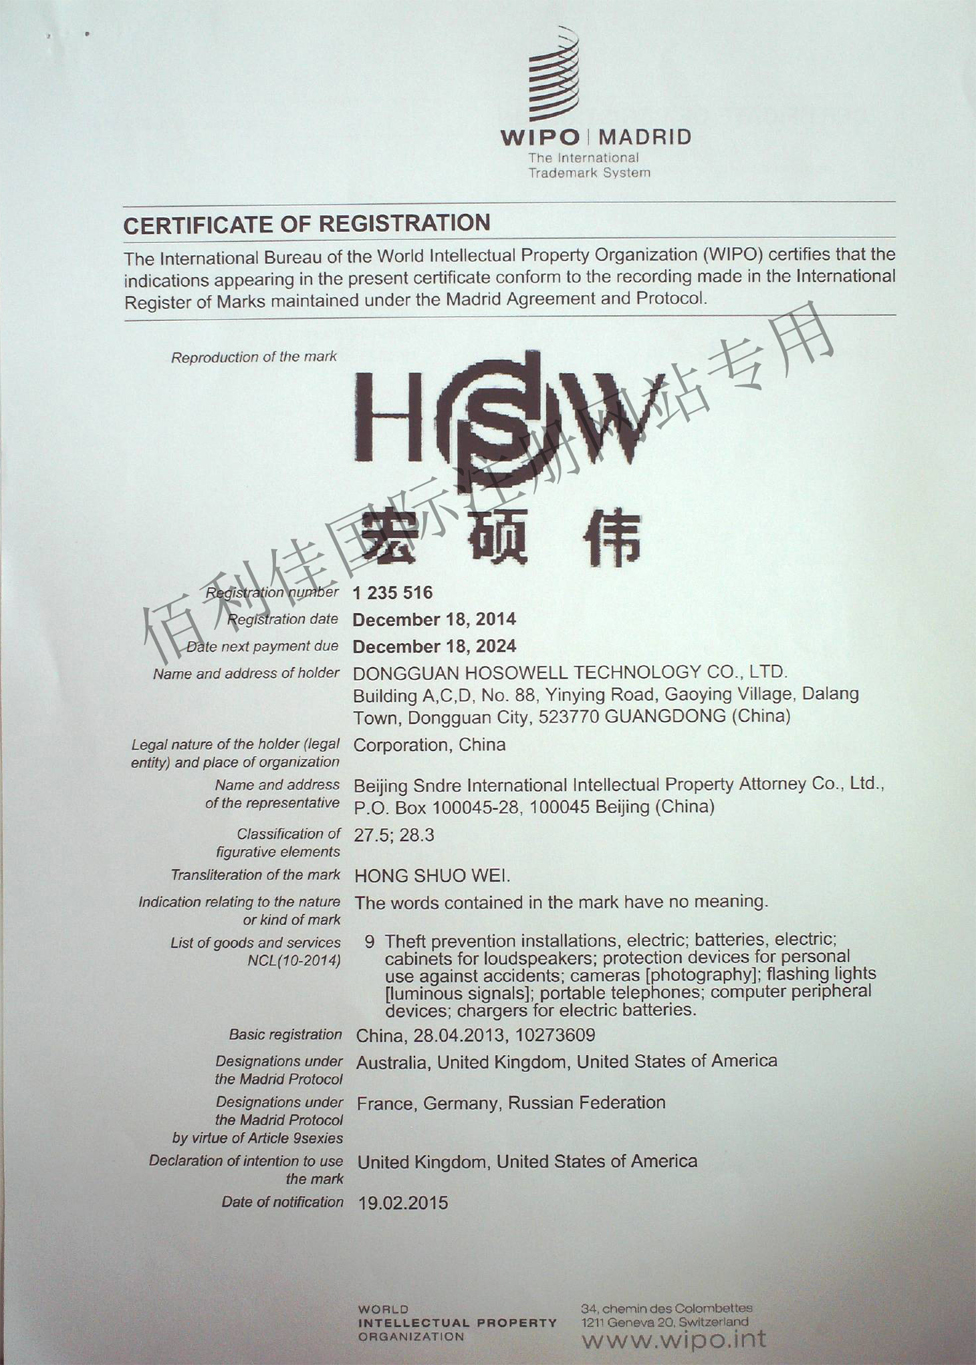 WIPO | MADRID
The International
Trademark System
CERTIFICATE OF REGISTRATION
The International Bureau of the World Intellectual Property Organization (WIPO) certifies that the
indications appearing in the present certificate conform to the recording made in the International
Register of Marks maintained under the Madrid Agreement and Protocol.
Reproduction of the mark
HOSW
宏 硕 伟
佰利佳国际注册网站专用
Registration number 1 235 516
Registration date December 18, 2014
Date next payment due December 18, 2024
Name and address of holder DONGGUAN HOSOWELL TECHNOLOGY CO., LTD.
Building A,C,D, No. 88, Yinying Road, Gaoying Village, Dalang
Town, Dongguan City, 523770 GUANGDONG (China)
Legal nature of the holder (legal Corporation, China
entity) and place of organization
Name and address Beijing Sndre International Intellectual Property Attorney Co., Ltd.,
of the representative P.O. Box 100045-28, 100045 Beijing (China)
Classification of 27.5; 28.3
figurative elements
Transliteration of the mark HONG SHUO WEI.
Indication relating to the nature The words contained in the mark have no meaning.
or kind of mark
List of goods and services 9 Theft prevention installations, electric; batteries, electric;
NCL(10-2014) cabinets for loudspeakers; protection devices for personal
use against accidents; cameras [photography]; flashing lights
[luminous signals]; portable telephones; computer peripheral
devices; chargers for electric batteries.
Basic registration China, 28.04.2013, 10273609
Designations under Australia, United Kingdom, United States of America
the Madrid Protocol
Designations under France, Germany, Russian Federation
the Madrid Protocol
by virtue of Article 9sexies
Declaration of intention to use United Kingdom, United States of America
the mark
Date of notification 19.02.2015
WORLD
INTELLECTUAL PROPERTY
ORGANIZATION
34, chemin des Colombettes
1211 Geneva 20, Switzerland
www.wipo.int